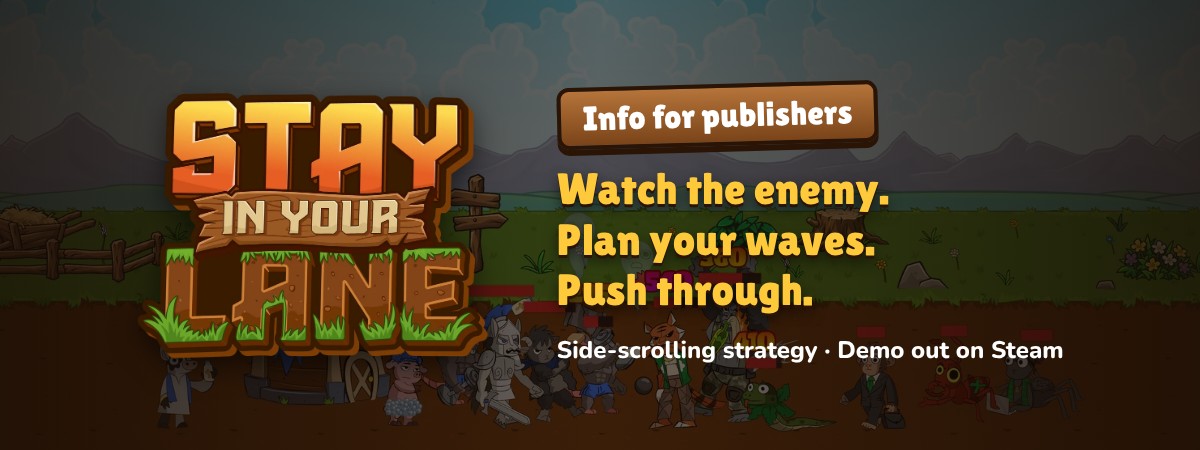 STAY
IN YOUR
LANE
Info for publishers
Watch the enemy.
Plan your waves.
Push through.
Side-scrolling strategy · Demo out on Steam